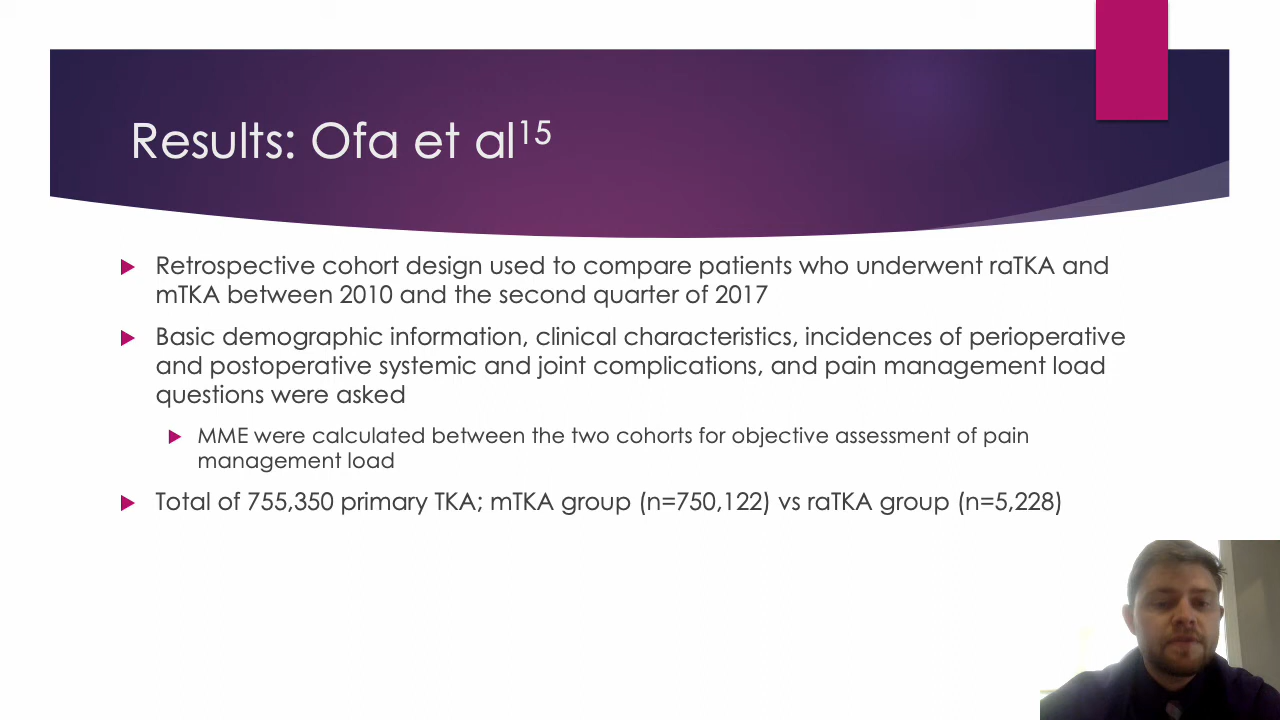 Results: Ofa et al¹⁵
Retrospective cohort design used to compare patients who underwent raTKA and
mTKA between 2010 and the second quarter of 2017
Basic demographic information, clinical characteristics, incidences of perioperative
and postoperative systemic and joint complications, and pain management load
questions were asked
MME were calculated between the two cohorts for objective assessment of pain
management load
Total of 755,350 primary TKA; mTKA group (n=750,122) vs raTKA group (n=5,228)